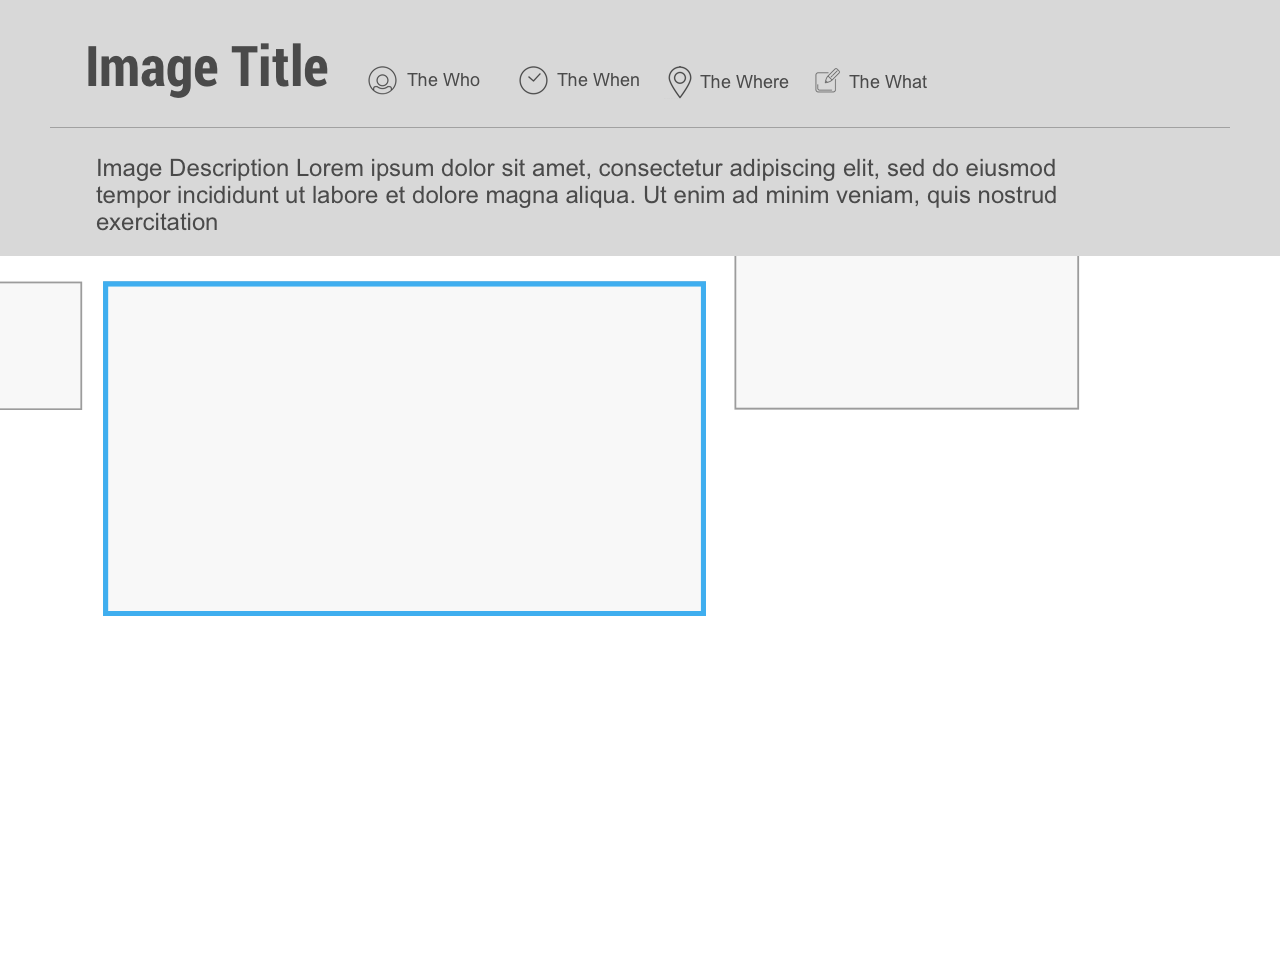 Image Title
The Who
The When
The Where
The What
Image Description Lorem ipsum dolor sit amet, consectetur adipiscing elit, sed do eiusmod
tempor incididunt ut labore et dolore magna aliqua. Ut enim ad minim veniam, quis nostrud
exercitation